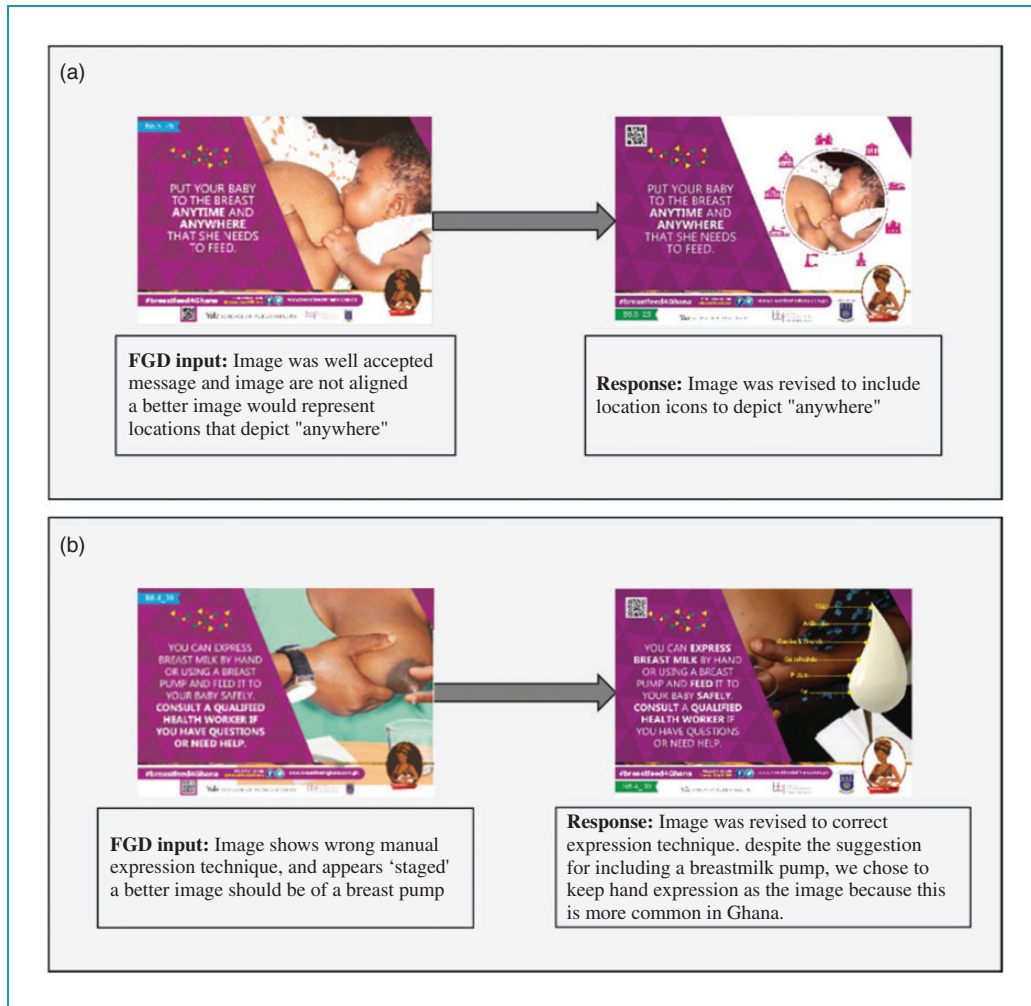 (a)
PUT YOUR BABY
TO THE BREAST
ANYTIME AND
ANYWHERE
THAT SHE NEEDS
TO FEED.
#breastfeed4Ghana
Yale
PUT YOUR BABY
TO THE BREAST
ANYTIME AND
ANYWHERE
THAT SHE NEEDS
TO FEED.
#breastfeed4Ghana
FGD input: Image was well accepted
message and image are not aligned
a better image would represent
locations that depict "anywhere"
Response: Image was revised to include
location icons to depict "anywhere"
(b)
YOU CAN EXPRESS
BREAST MILK BY HAND
OR USING A BREAST
PUMP AND FEED IT TO
YOUR BABY SAFELY.
CONSULT A QUALIFIED
HEALTH WORKER IF
YOU HAVE QUESTIONS
OR NEED HELP.
#breastfeed4Ghana
YOU CAN EXPRESS
BREAST MILK BY HAND
OR USING A BREAST
PUMP AND FEED IT TO
YOUR BABY SAFELY.
CONSULT A QUALIFIED
HEALTH WORKER IF
YOU HAVE QUESTIONS
OR NEED HELP.
#breastfeed4Ghana
FGD input: Image shows wrong manual
expression technique, and appears ‘staged'
a better image should be of a breast pump
Response: Image was revised to correct
expression technique. despite the suggestion
for including a breastmilk pump, we chose to
keep hand expression as the image because this
is more common in Ghana.